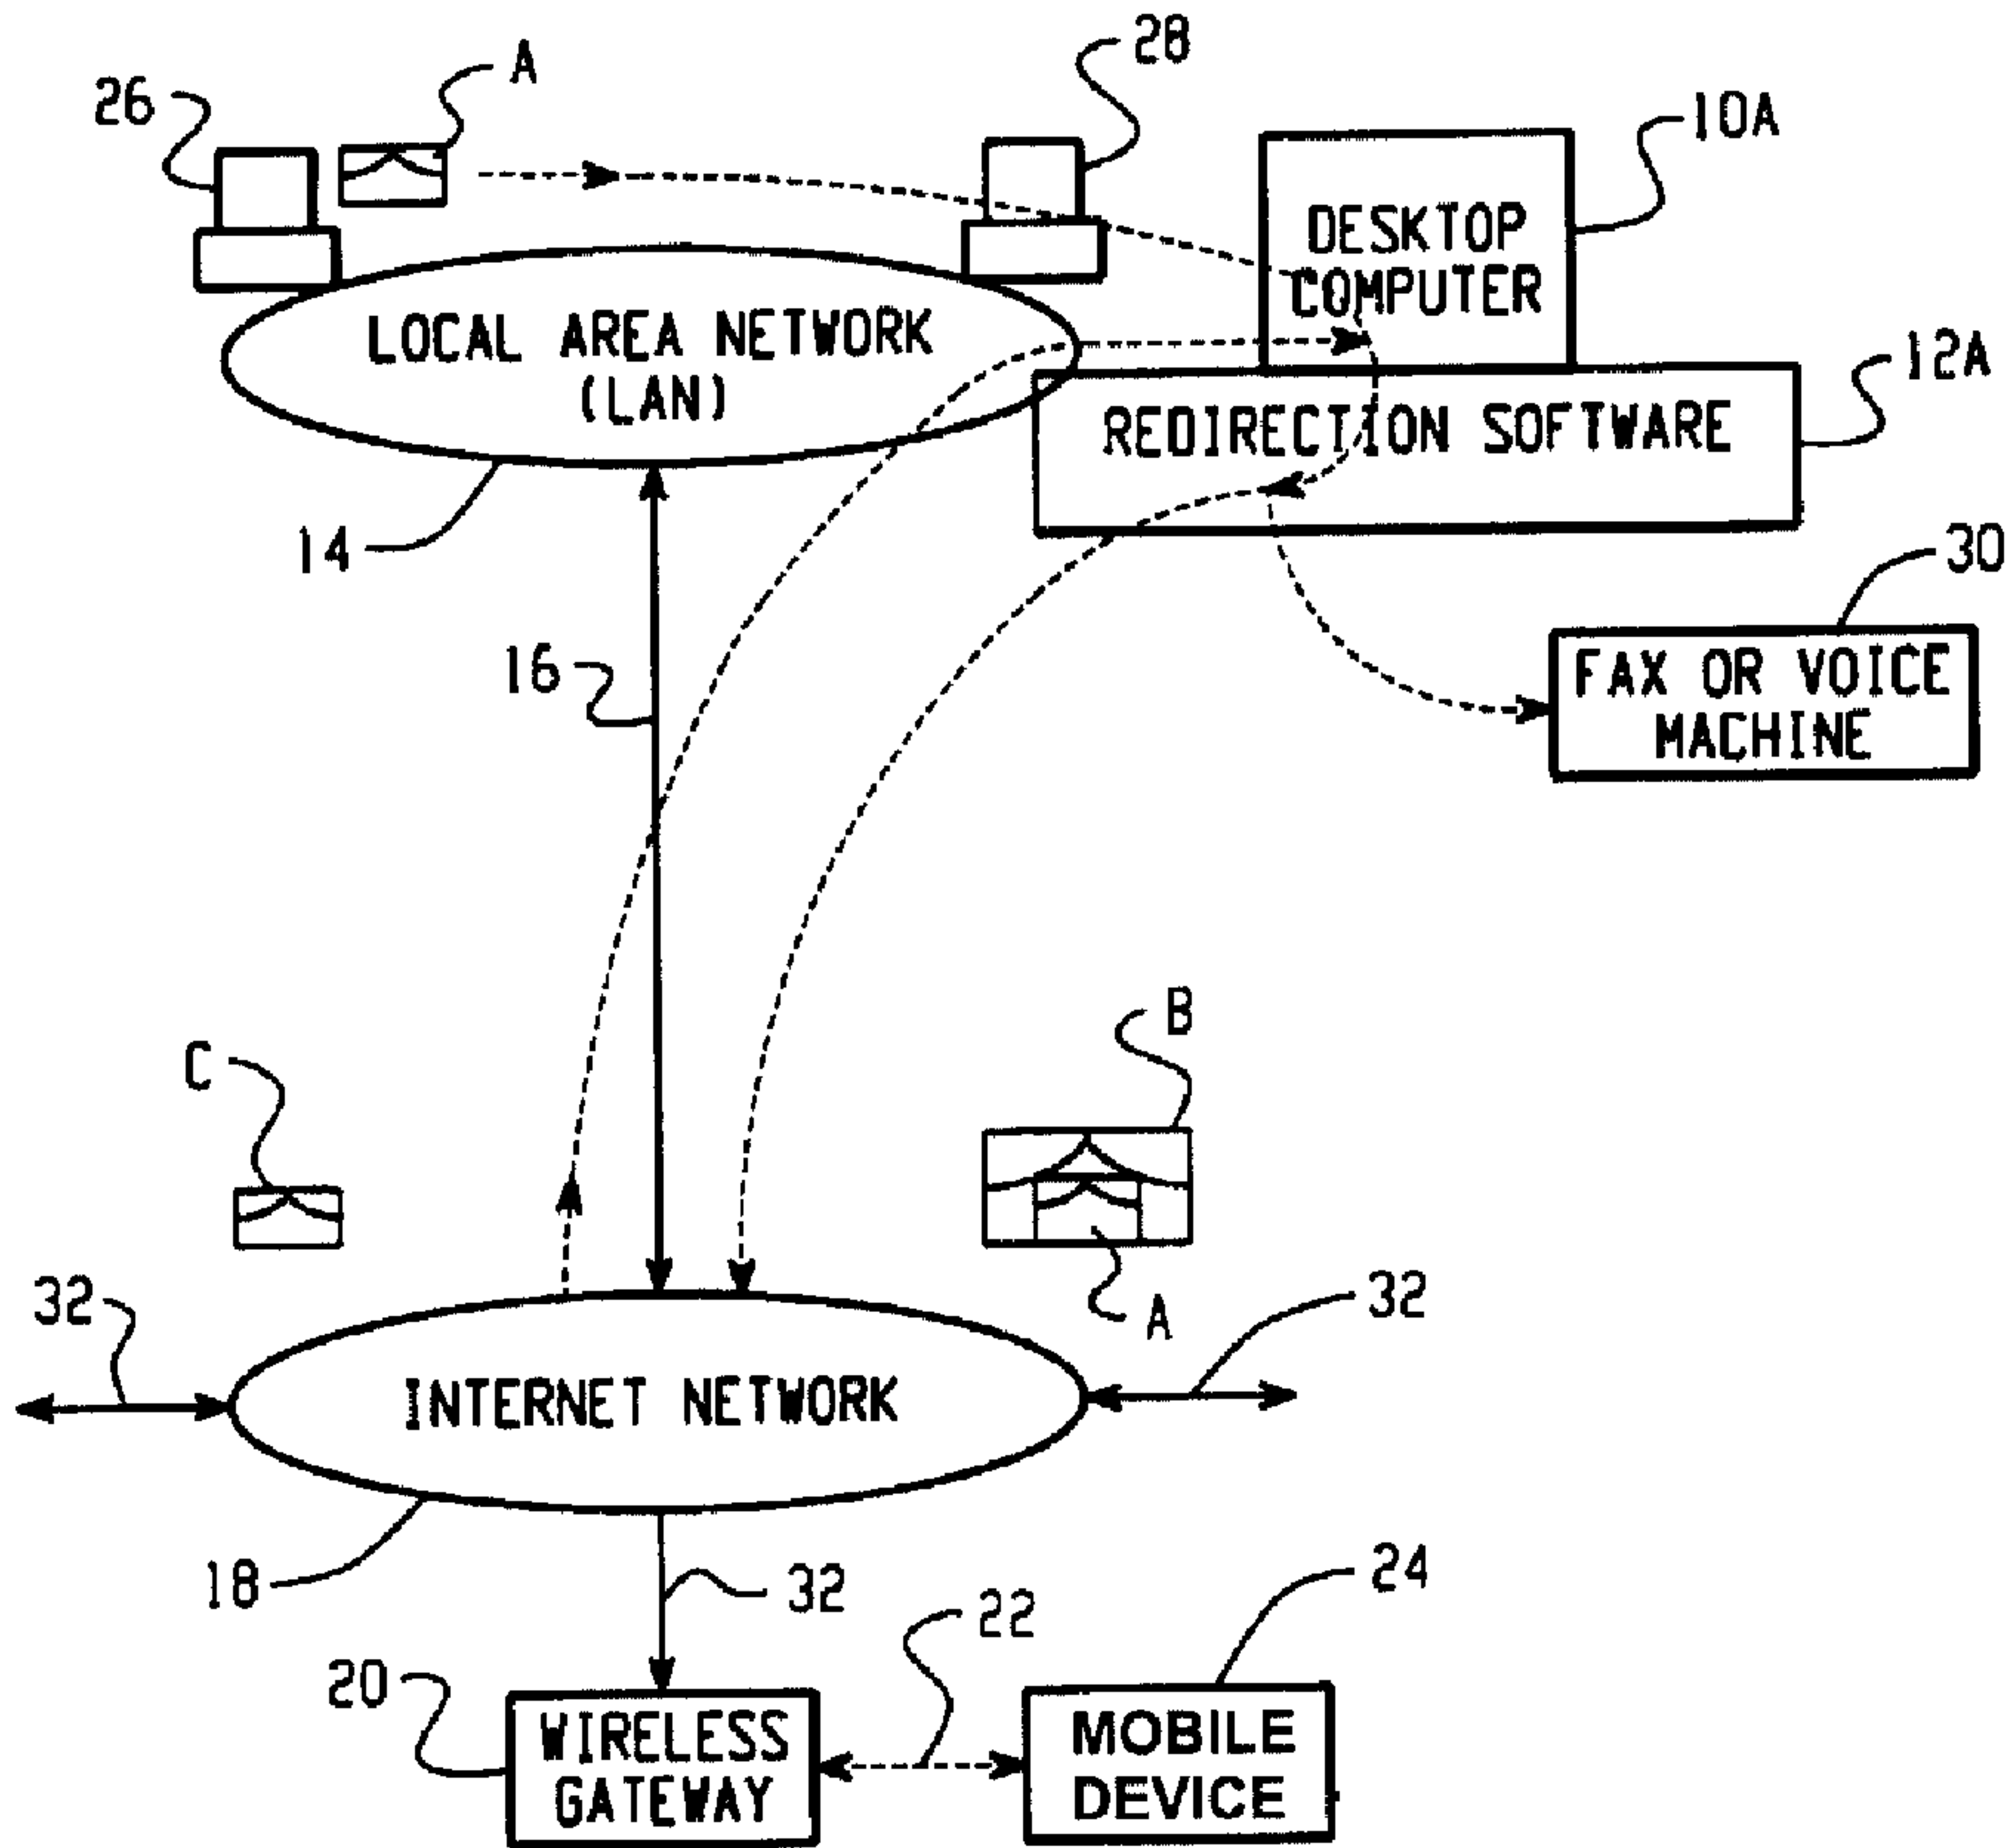 28
A
26
10A
DESKTOP
COMPUTER
LOCAL AREA NETWORK
(LAN)
12A
REDIRECTION SOFTWARE
14
30
16
FAX OR VOICE
MACHINE
B
C
32
A
32
INTERNET NETWORK
18
32
22
24
20
WIRELESS
GATEWAY
MOBILE
DEVICE